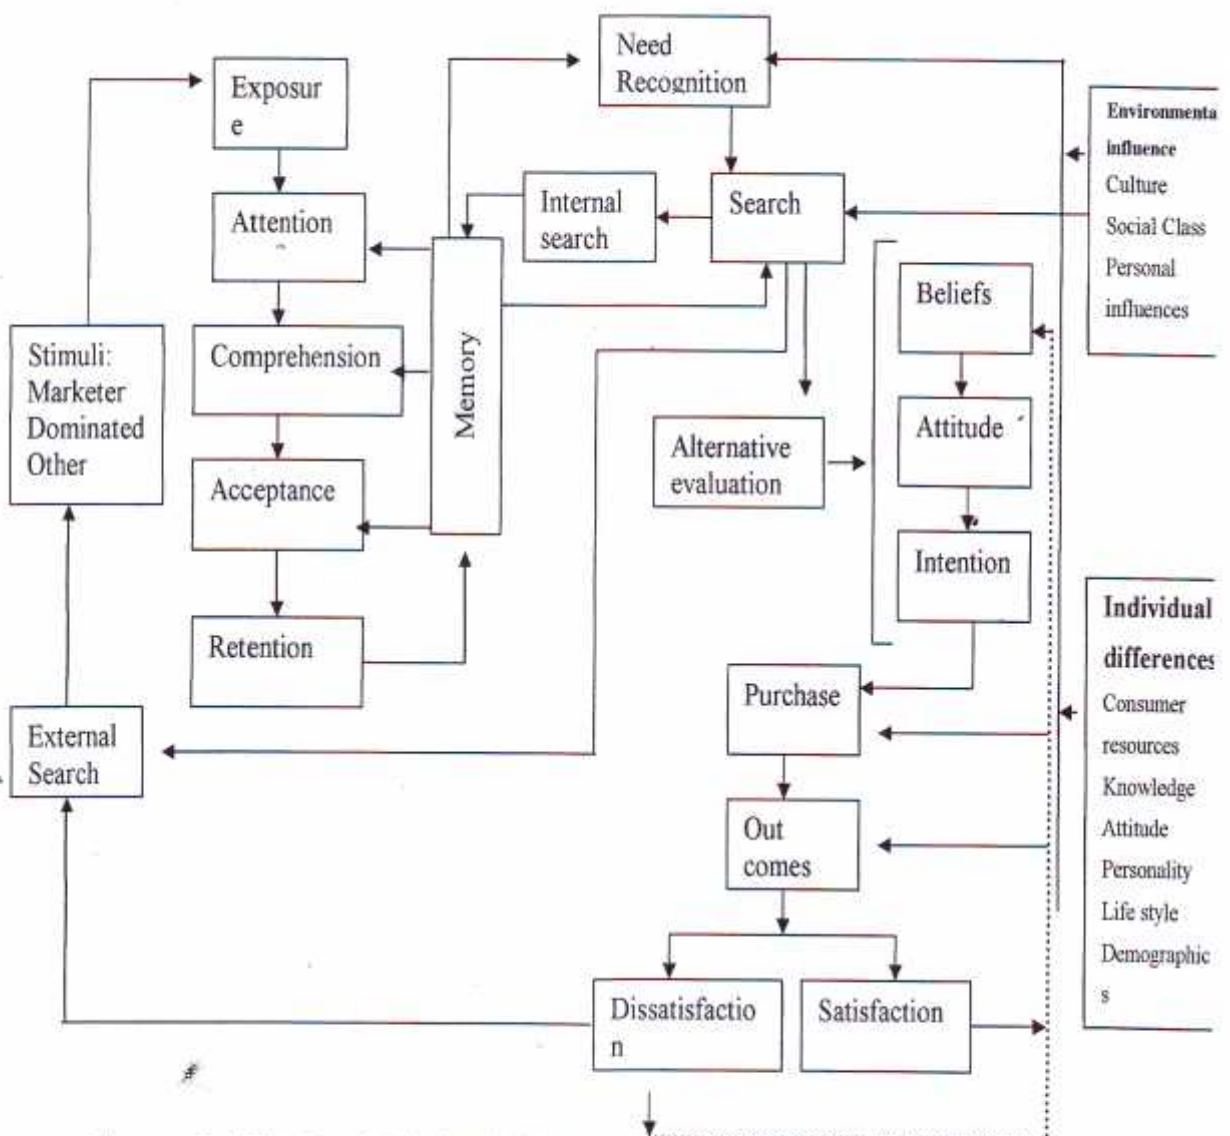 Need
Recognition
Exposur
e
Environmenta
influence
Culture
Social Class
Personal
influences
Internal
search
Search
Attention
Beliefs
Stimuli:
Marketer
Dominated
Other
Comprehension
Memory
Attitude
Alternative
evaluation
Acceptance
Intention
Individual
differences
Consumer
resources
Knowledge
Attitude
Personality
Life style
Demographic
s
Retention
Purchase
External
Search
Out
comes
Dissatisfactio
n
Satisfaction